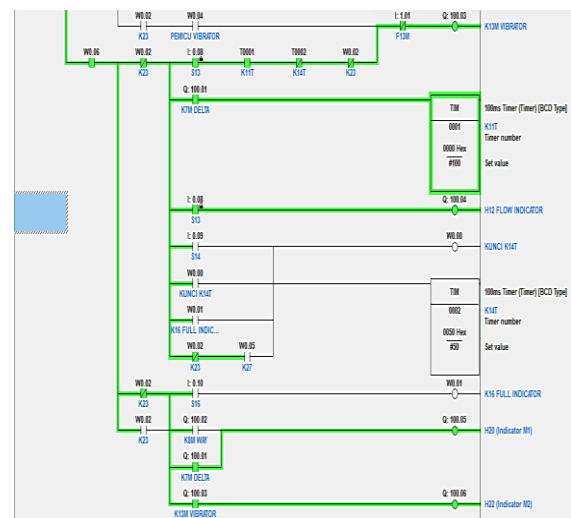 W0.02 W0.04 I: 1.01 Q: 100.03
K23 PEMICU VIBRATOR F13M K13M VIBRATOR
W0.06 W0.02 I: 0.08 T0001 T0002 W0.02
K23 S13 K11T K14T K23
Q: 100.01
K7M DELTA
TIM 100ms Timer (Timer) [BCD Type]
0001 K11T
Timer number
0000 Hex
#100 Set value
I: 0.08 Q: 100.04
S13 H12 FLOW INDICATOR
I: 0.09 W0.00
S14 KUNCI K14T
W0.00
KUNCI K14T
TIM 100ms Timer (Timer) [BCD Type]
W0.01 0002 K14T
K16 FULL INDIC... Timer number
0050 Hex
W0.02 W0.05 #50 Set value
K23 K27
W0.02 I: 0.10 W0.01
K23 S16 K16 FULL INDICATOR
W0.02 Q: 100.02 Q: 100.05
K23 K8M WAY H20 (Indicator M1)
Q: 100.01
K7M DELTA
Q: 100.03 Q: 100.06
K13M VIBRATOR H22 (Indicator M2)